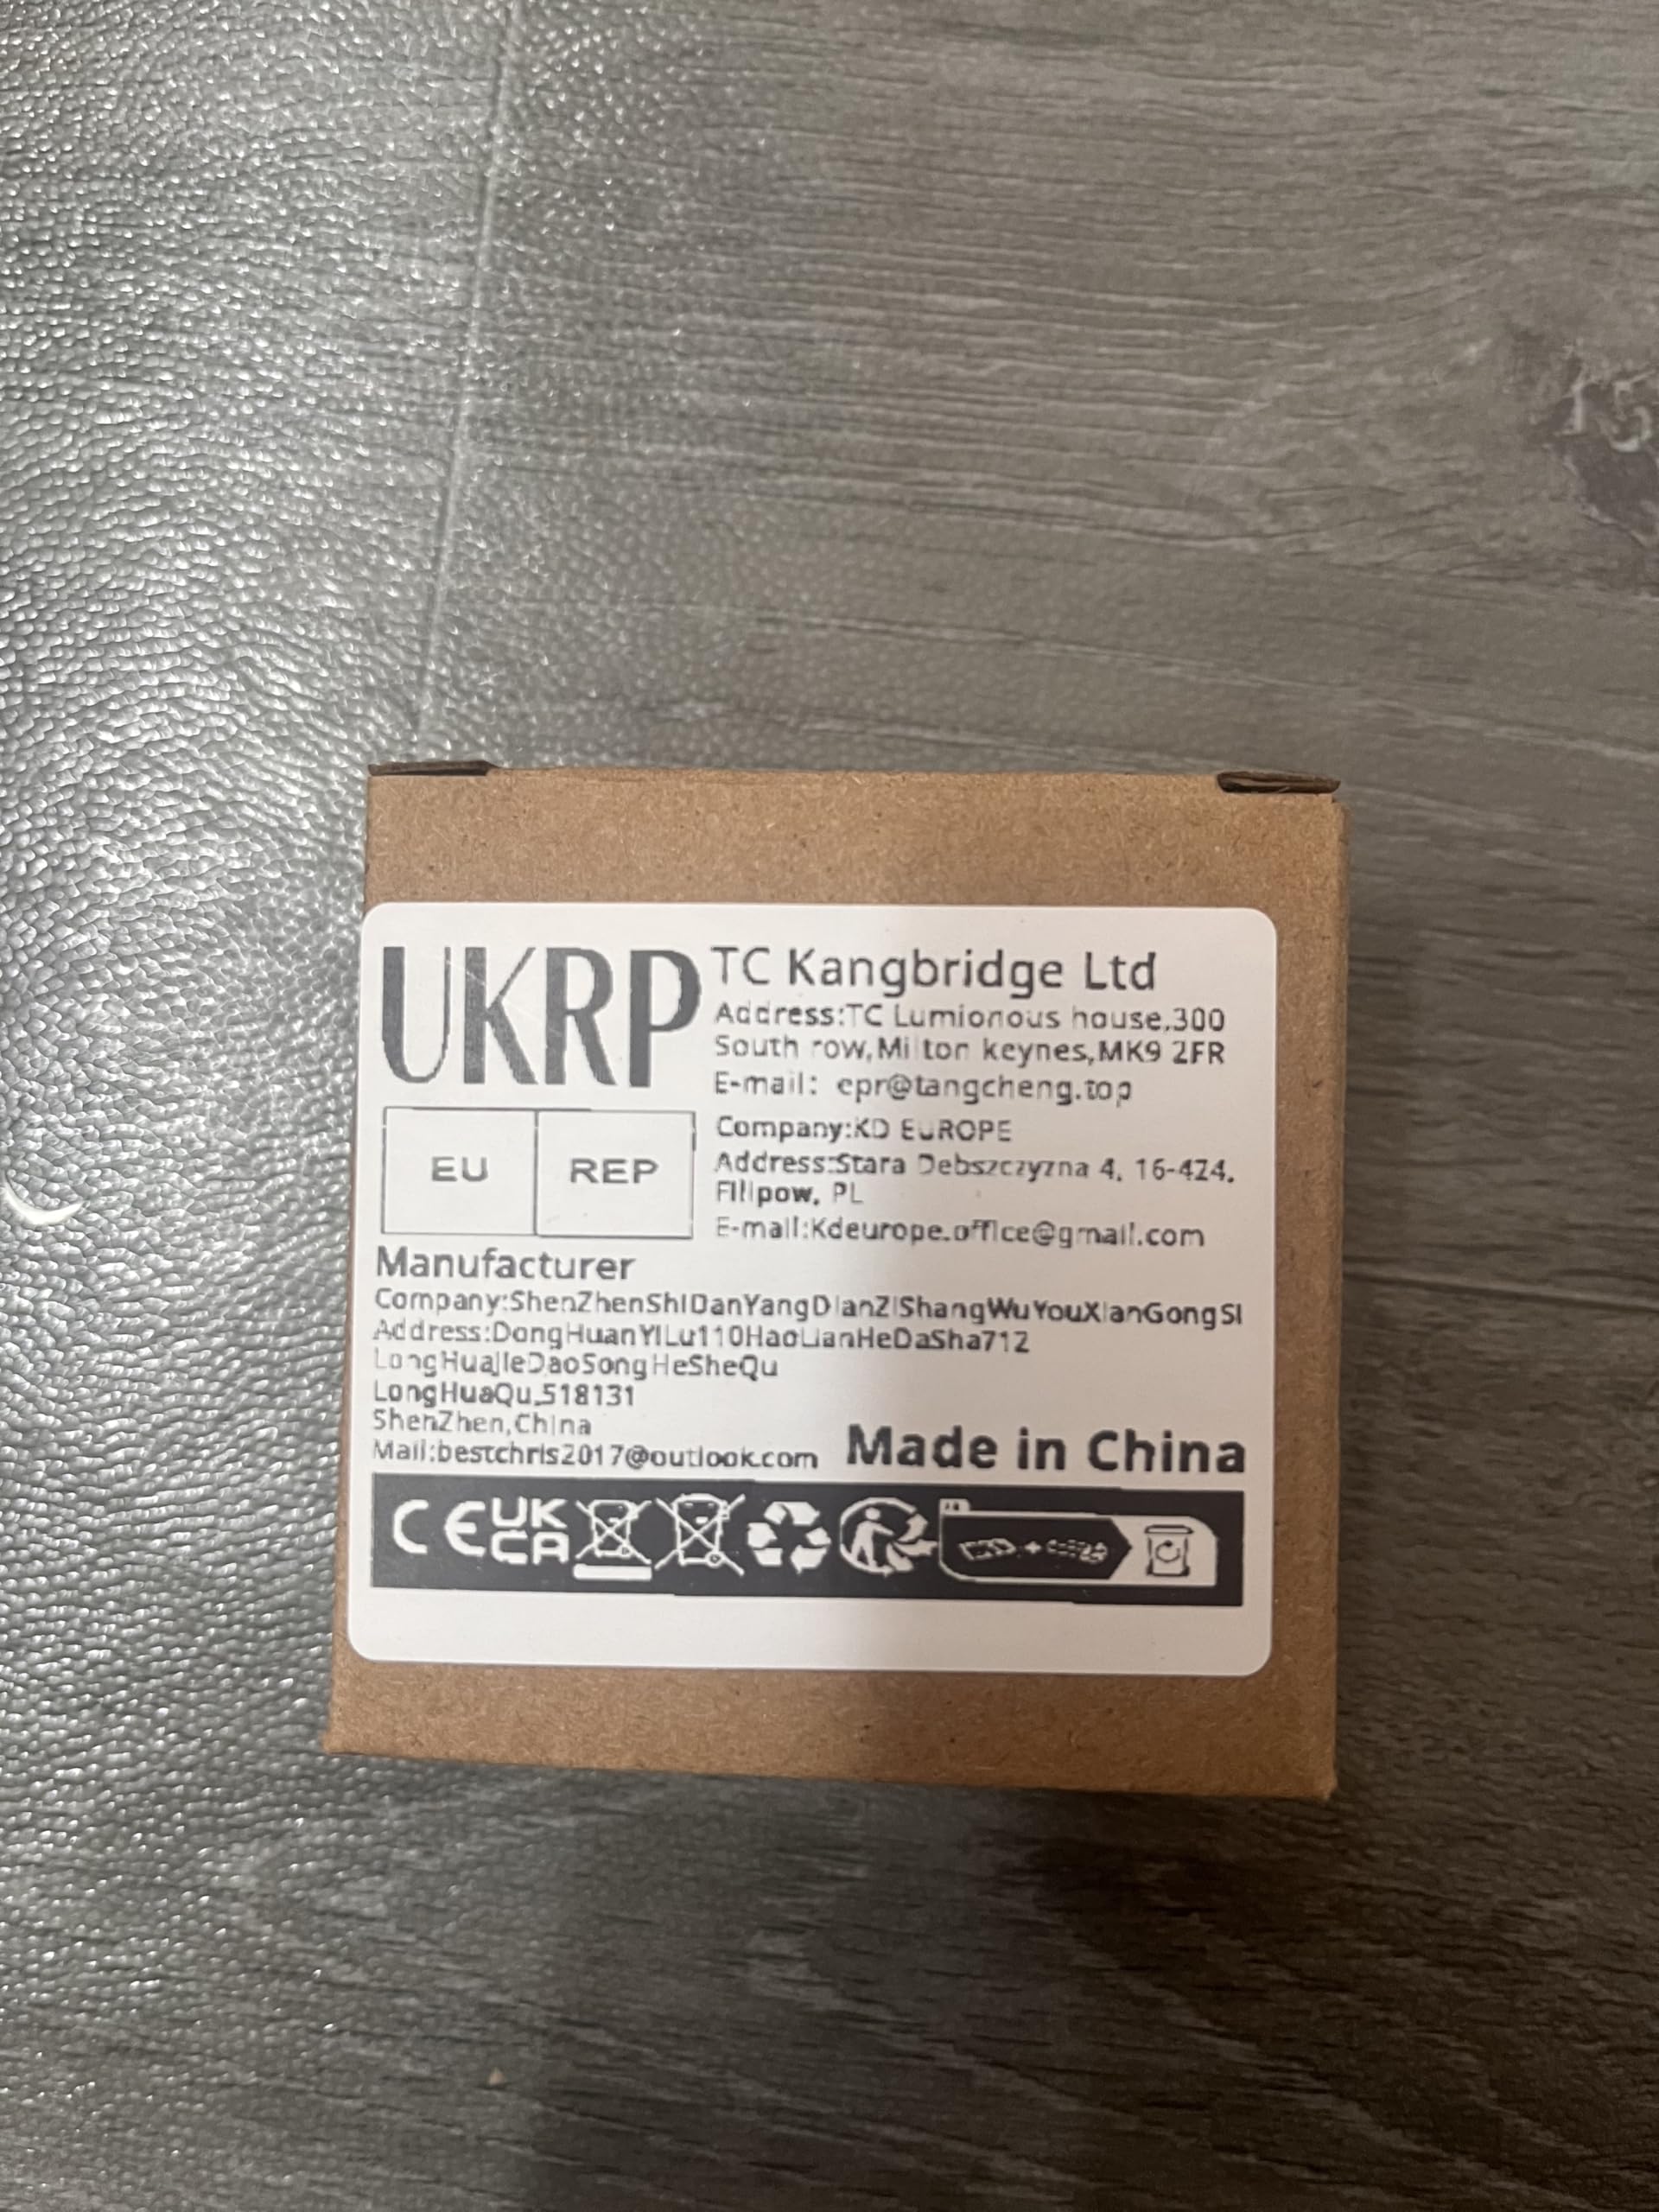 UKRP
TC Kangbridge Ltd
Address:TC Lumionous house,300
South row,Milton keynes,MK9 2FR
E-mail: epr@tangcheng.top
EU REP
Company:KD EUROPE
Address:Stara Debszczyzna 4, 16-424,
Filipow, PL
E-mail:Kdeurope.office@gmail.com
Manufacturer
Company:ShenZhenShiDanYangDianZiShangWuYouXianGongSi
Address:DongHuanYiLu110HaoLianHeDaSha712
LongHuaJieDaoSongHeSheQu
LongHuaQu,518131
ShenZhen,China
Mail:bestchris2017@outlook.com
Made in China
CE
UK
CA